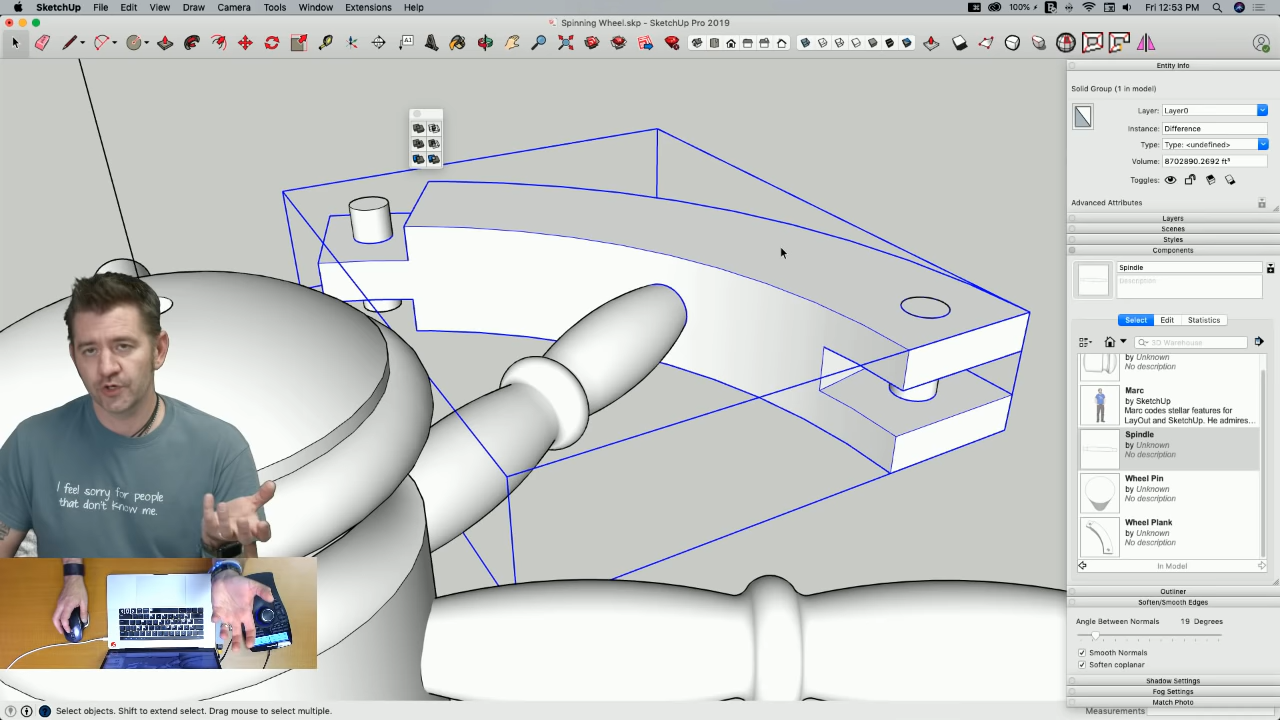 SketchUp File Edit View Draw Camera Tools Window Extensions Help
100% Fri 12:53 PM
Spinning Wheel.skp - SketchUp Pro 2019
Entity Info
Solid Group (1 in model)
Layer: Layer0
Instance: Difference
Type: Type: <undefined>
Volume: 8702890.2692 ft³
Toggles:
Advanced Attributes
Layers
Scenes
Styles
Components
Spindle
Description
Select Edit Statistics
3D Warehouse
by Unknown
No description
Marc
by SketchUp
Marc codes stellar features for
LayOut and SketchUp. He admires...
Spindle
by Unknown
No description
Wheel Pin
by Unknown
No description
Wheel Plank
by Unknown
No description
In Model
Outliner
Soften/Smooth Edges
Angle Between Normals 19 Degrees
Smooth Normals
Soften coplanar
Shadow Settings
Fog Settings
Match Photo
I feel sorry for people
that don't know me.
Select objects. Shift to extend select. Drag mouse to select multiple.
Measurements